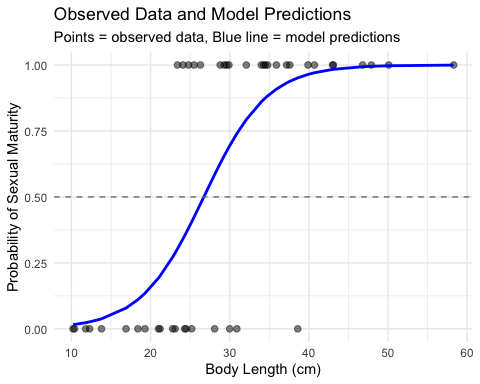 Observed Data and Model Predictions
Points = observed data, Blue line = model predictions
1.00
0.75
0.50
0.25
0.00
Probability of Sexual Maturity
10 20 30 40 50 60
Body Length (cm)